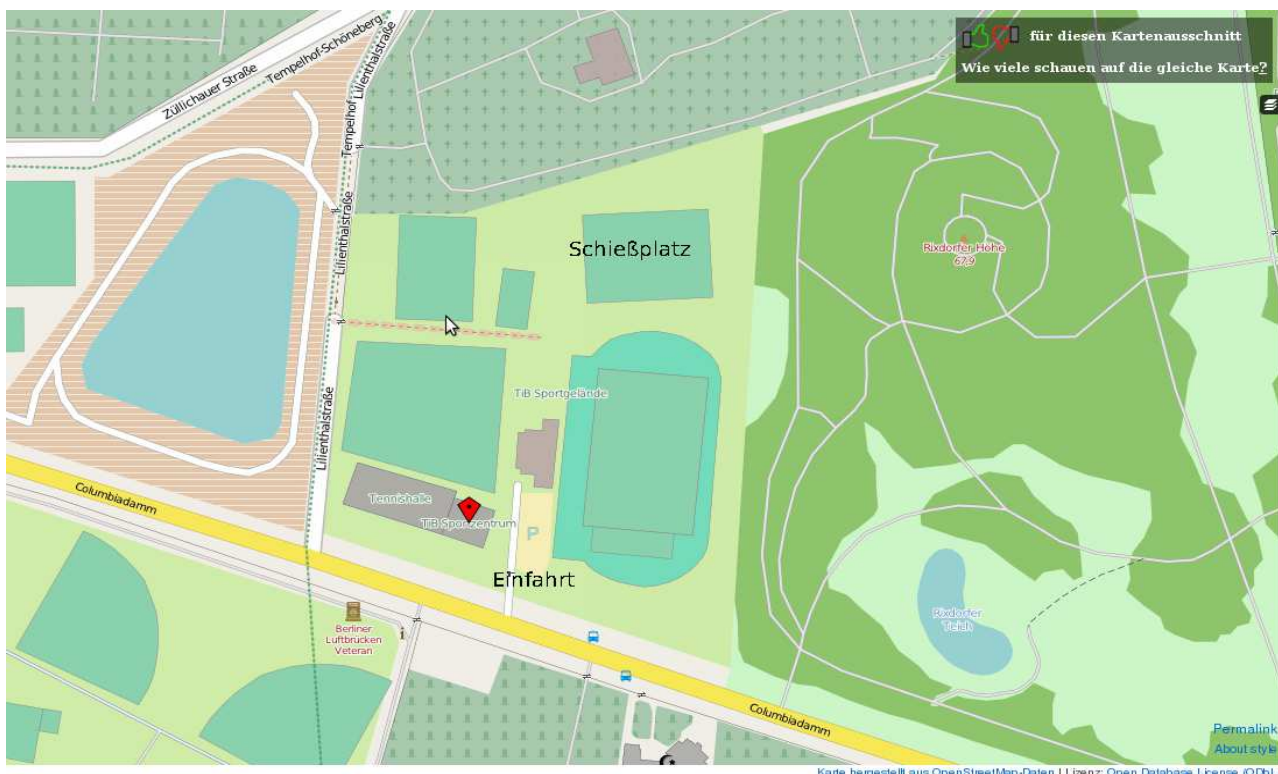 für diesen Kartenausschnitt
Wie viele schauen auf die gleiche Karte?
Züllichauer Straße
Tempelhof-Schöneberg
Lilienthalstraße
Tempelhof
Lilienthalstraße
Schießplatz
Rixdorfer Höhe
67,9
Lilienthalstraße
TiB Sportgelände
Columbiadamm
Tennishalle
TiB Sportzentrum
P
Einfahrt
Berliner
Luftbrücken
Veteran
Rixdorfer
Teich
Columbiadamm
Permalink
About style
Karte hergestellt aus OpenStreetMap-Daten | Lizenz: Open Database License (ODbL)